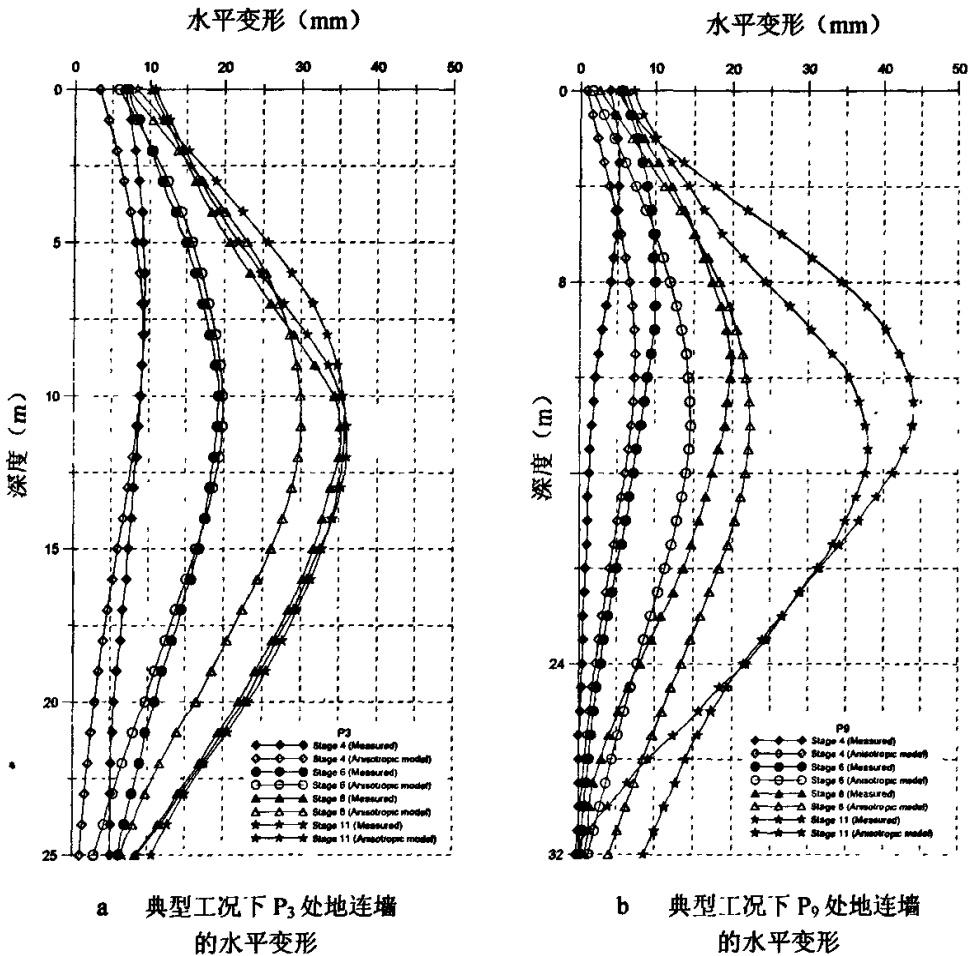 水平变形（mm）
0 10 20 30 40 50
0
5
10
15
20
25
深度（m）
P3
Stage 4 (Measured)
Stage 4 (Anisotropic model)
Stage 6 (Measured)
Stage 6 (Anisotropic model)
Stage 8 (Measured)
Stage 8 (Anisotropic model)
Stage 11 (Measured)
Stage 11 (Anisotropic model)
a 典型工况下 P₃ 处地连墙
的水平变形
水平变形（mm）
0 10 20 30 40 50
0
8
24
32
深度（m）
P9
Stage 4 (Measured)
Stage 4 (Anisotropic model)
Stage 6 (Measured)
Stage 6 (Anisotropic model)
Stage 8 (Measured)
Stage 8 (Anisotropic model)
Stage 11 (Measured)
Stage 11 (Anisotropic model)
b 典型工况下 P₉ 处地连墙
的水平变形